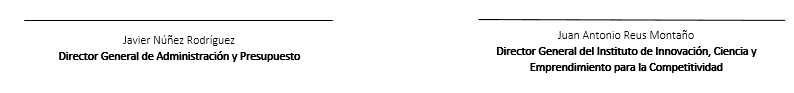 Javier Núñez Rodríguez
Director General de Administración y Presupuesto
Juan Antonio Reus Montaño
Director General del Instituto de Innovación, Ciencia y
Emprendimiento para la Competitividad